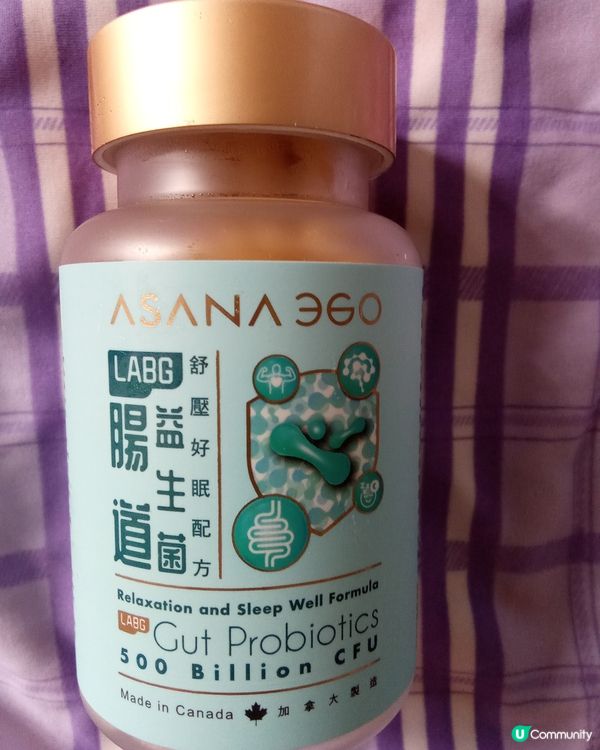 ASANA 360
LABG
腸道
益生菌
舒壓好眠配方
Relaxation and Sleep Well Formula
LABG Gut Probiotics
500 Billion CFU
Made in Canada 加拿大製造
U Community